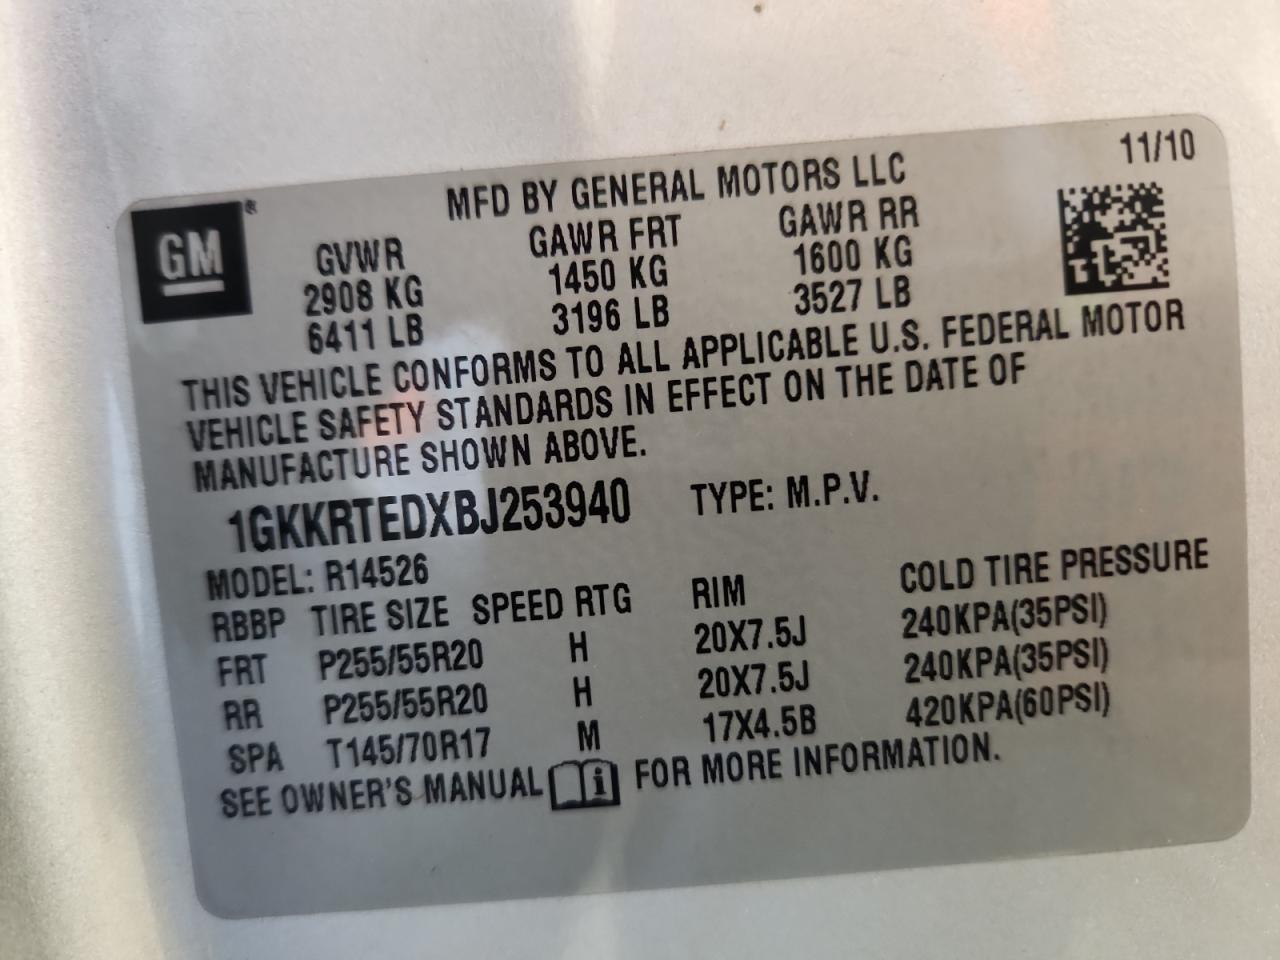 11/10
MFD BY GENERAL MOTORS LLC
GM®
GVWR GAWR FRT GAWR RR
2908 KG 1450 KG 1600 KG
6411 LB 3196 LB 3527 LB
THIS VEHICLE CONFORMS TO ALL APPLICABLE U.S. FEDERAL MOTOR
VEHICLE SAFETY STANDARDS IN EFFECT ON THE DATE OF
MANUFACTURE SHOWN ABOVE.
1GKKRTEDXBJ253940 TYPE: M.P.V.
MODEL: R14526
RBBP TIRE SIZE SPEED RTG RIM COLD TIRE PRESSURE
FRT P255/55R20 H 20X7.5J 240KPA(35PSI)
RR P255/55R20 H 20X7.5J 240KPA(35PSI)
SPA T145/70R17 M 17X4.5B 420KPA(60PSI)
SEE OWNER'S MANUAL i FOR MORE INFORMATION.